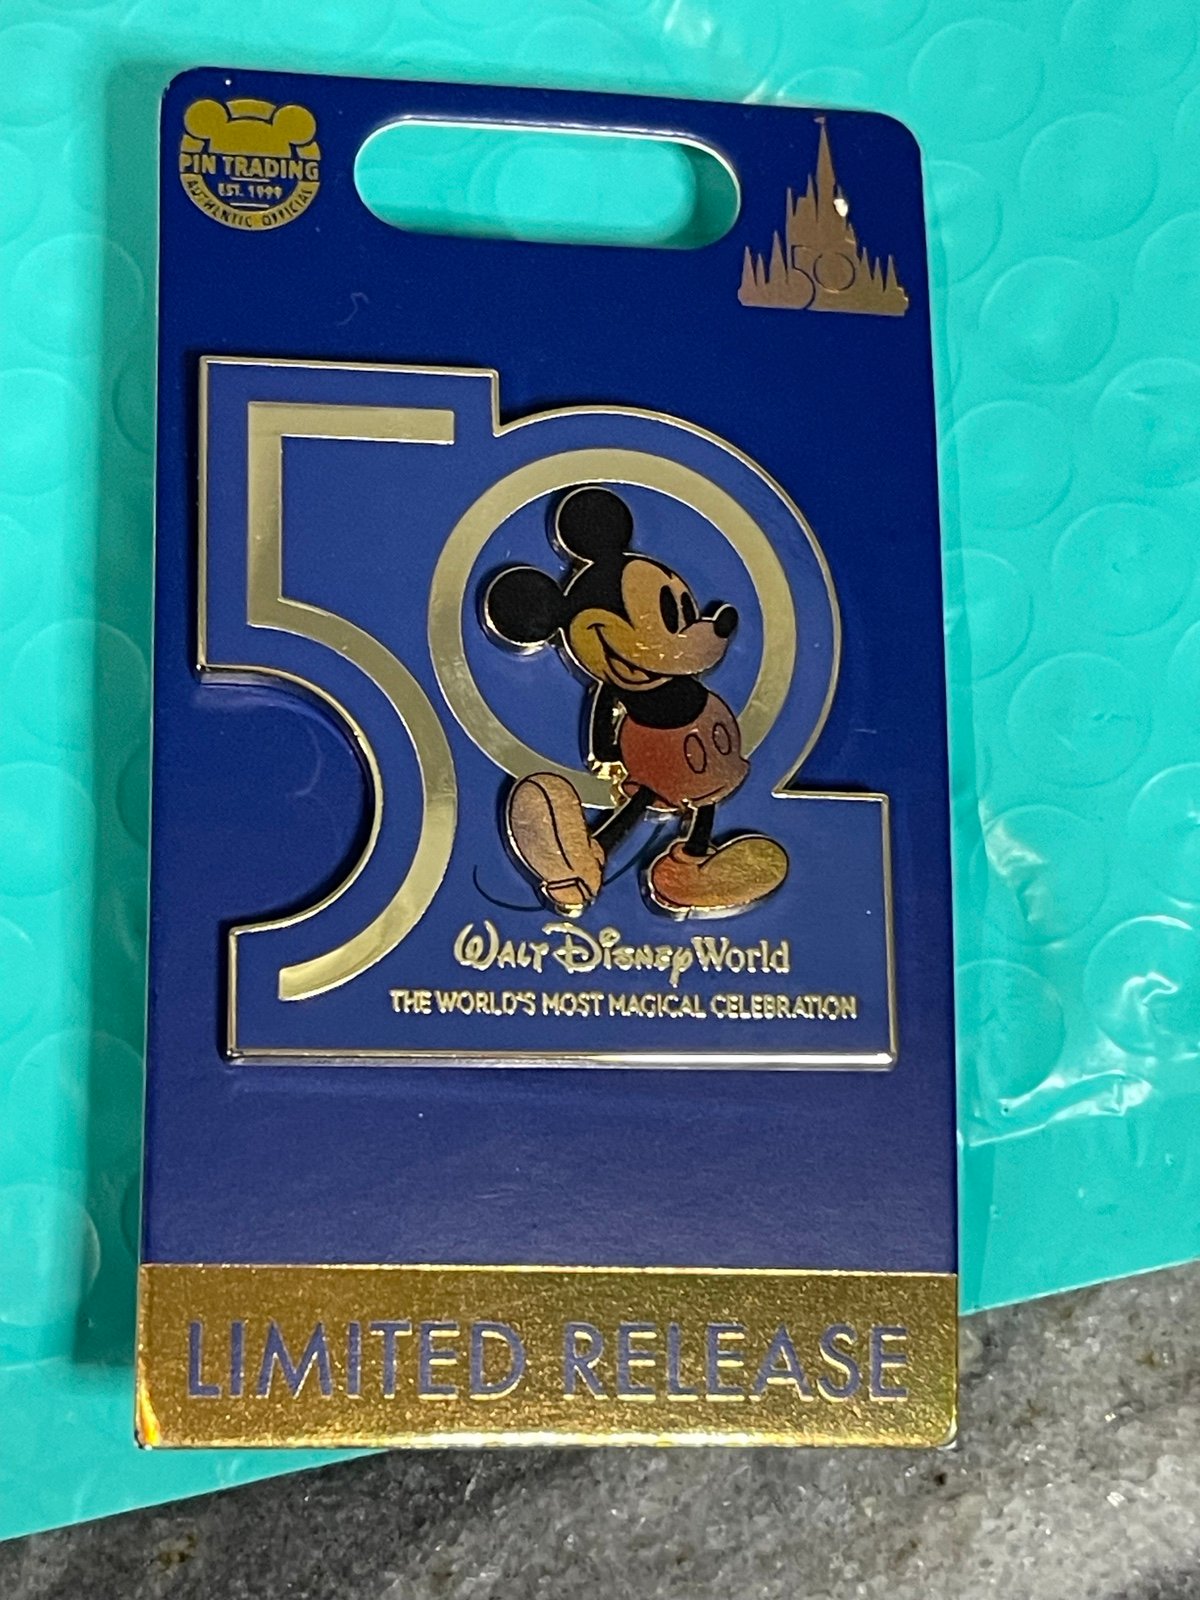 PIN TRADING
EST. 1999
AUTHENTIC OFFICIAL
50
50
WALT DISNEY World
THE WORLD'S MOST MAGICAL CELEBRATION
LIMITED RELEASE